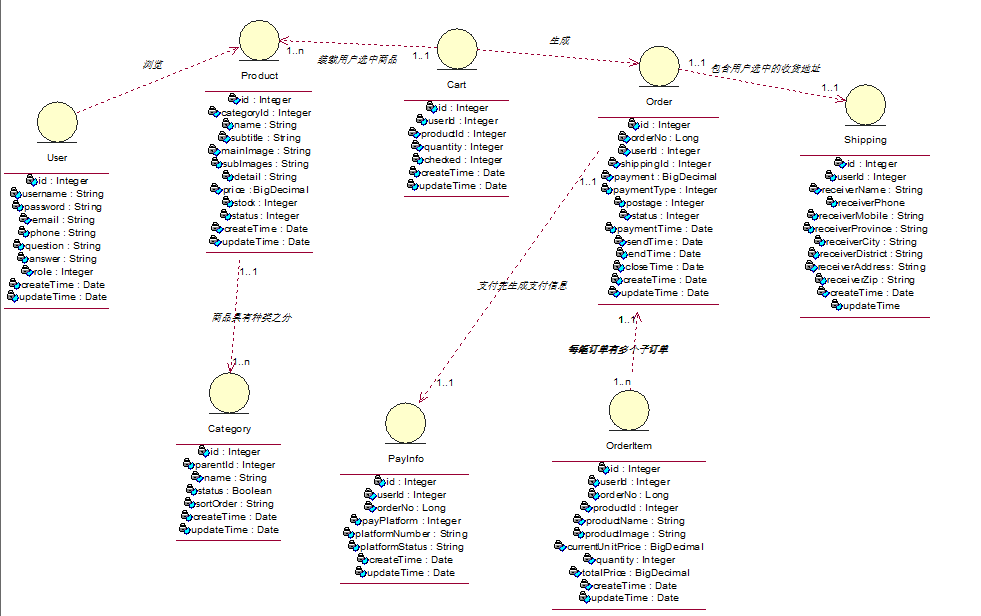 浏览
1..n
装载用户选中商品
1..1
生成
1..1
包含用户选中的收货地址
1..1
User
id : Integer
username : String
password : String
email : String
phone : String
question : String
answer : String
role : Integer
createTime : Date
updateTime : Date
Product
id : Integer
categoryId : Integer
name : String
subtitle : String
mainImage : String
subImages : String
detail : String
price : BigDecimal
stock : Integer
status : Integer
createTime : Date
updateTime : Date
Cart
id : Integer
userId : Integer
productId : Integer
quantity : Integer
checked : Integer
createTime : Date
updateTime : Date
Order
id : Integer
orderNo : Long
userId : Integer
shippingId : Integer
payment : BigDecimal
paymentType : Integer
postage : Integer
status : Integer
paymentTime : Date
sendTime : Date
endTime : Date
closeTime : Date
createTime : Date
updateTime : Date
Shipping
id : Integer
userId : Integer
receiverName : String
receiverPhone
receiverMobile : String
receiverProvince : String
receiverCity : String
receiverDistrict : String
receiverAddress : String
receiverZip : String
createTime : Date
updateTime
1..1
商品具有种类之分
1..n
1..1
支付完生成支付信息
1..1
1..1
每笔订单有多个子订单
1..n
Category
id : Integer
parentId : Integer
name : String
status : Boolean
sortOrder : String
createTime : Date
updateTime : Date
PayInfo
id : Integer
userId : Integer
orderNo : Long
payPlatform : Integer
platformNumber : String
platformStatus : String
createTime : Date
updateTime : Date
OrderItem
id : Integer
userId : Integer
orderNo : Long
productId : Integer
productName : String
productImage : String
currentUnitPrice : BigDecimal
quantity : Integer
totalPrice : BigDecimal
createTime : Date
updateTime : Date